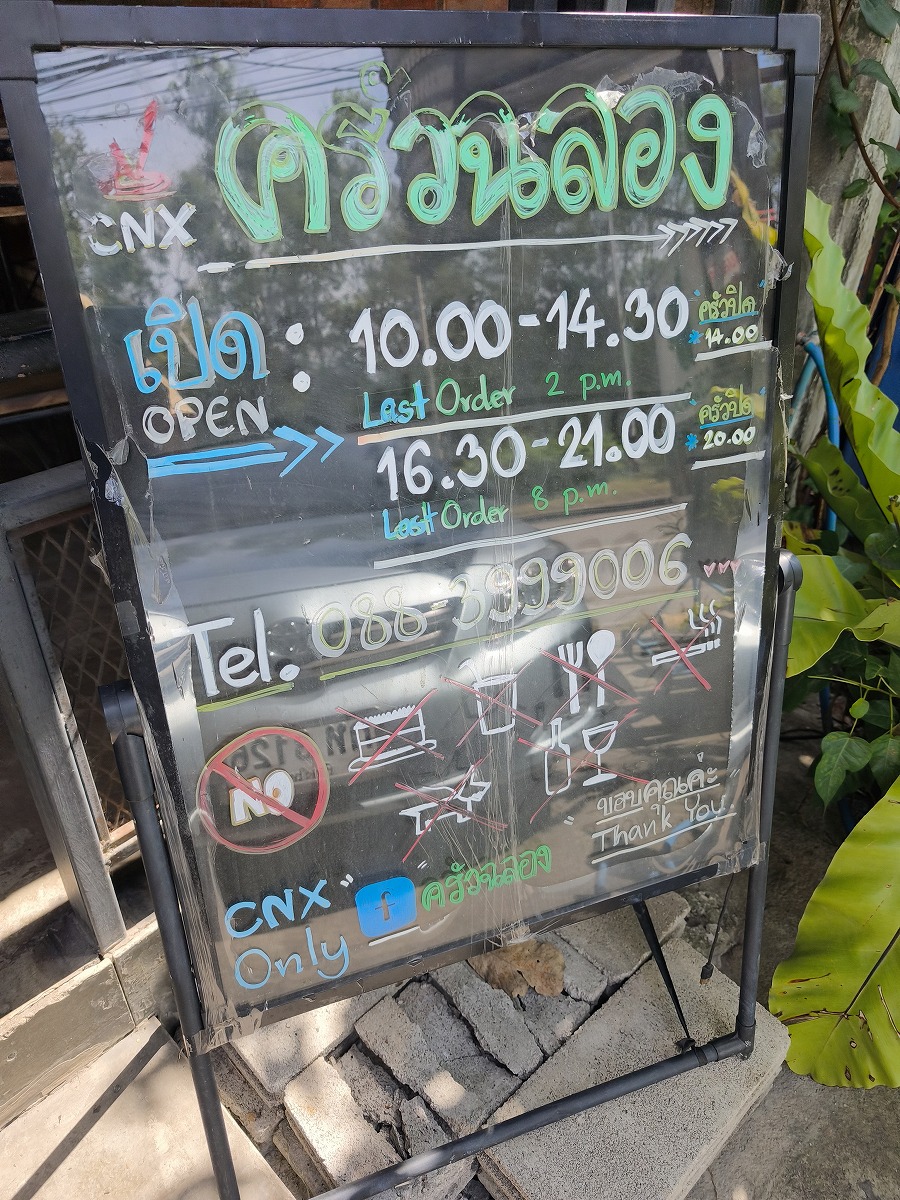 ครัวฉลอง
CNX
เปิด : 10.00-14.30 "ครัวปิด"
*14.00
OPEN Last Order 2 p.m.
16.30-21.00 "ครัวปิด"
*20.00
Last Order 8 p.m.
Tel. 088-3999006
NO
"ขอบคุณค่ะ"
Thank You
CNX " f ครัวฉลอง "
Only